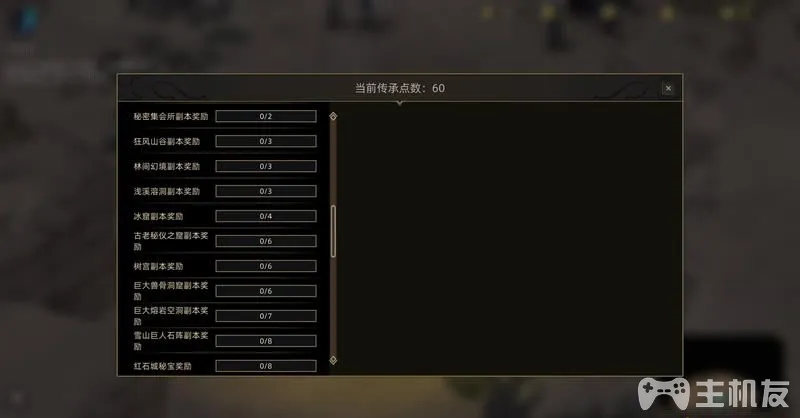 当前传承点数：60
秘密集会所副本奖励 0/2
狂风山谷副本奖励 0/3
林间幻境副本奖励 0/3
浅溪溶洞副本奖励 0/3
冰窟副本奖励 0/4
古老秘仪之窟副本奖
励 0/6
树宫副本奖励 0/6
巨大兽骨洞窟副本奖
励 0/6
巨大熔岩空洞副本奖
励 0/7
雪山巨人石阵副本奖
励 0/8
红石城秘宝奖励 0/8
主机友